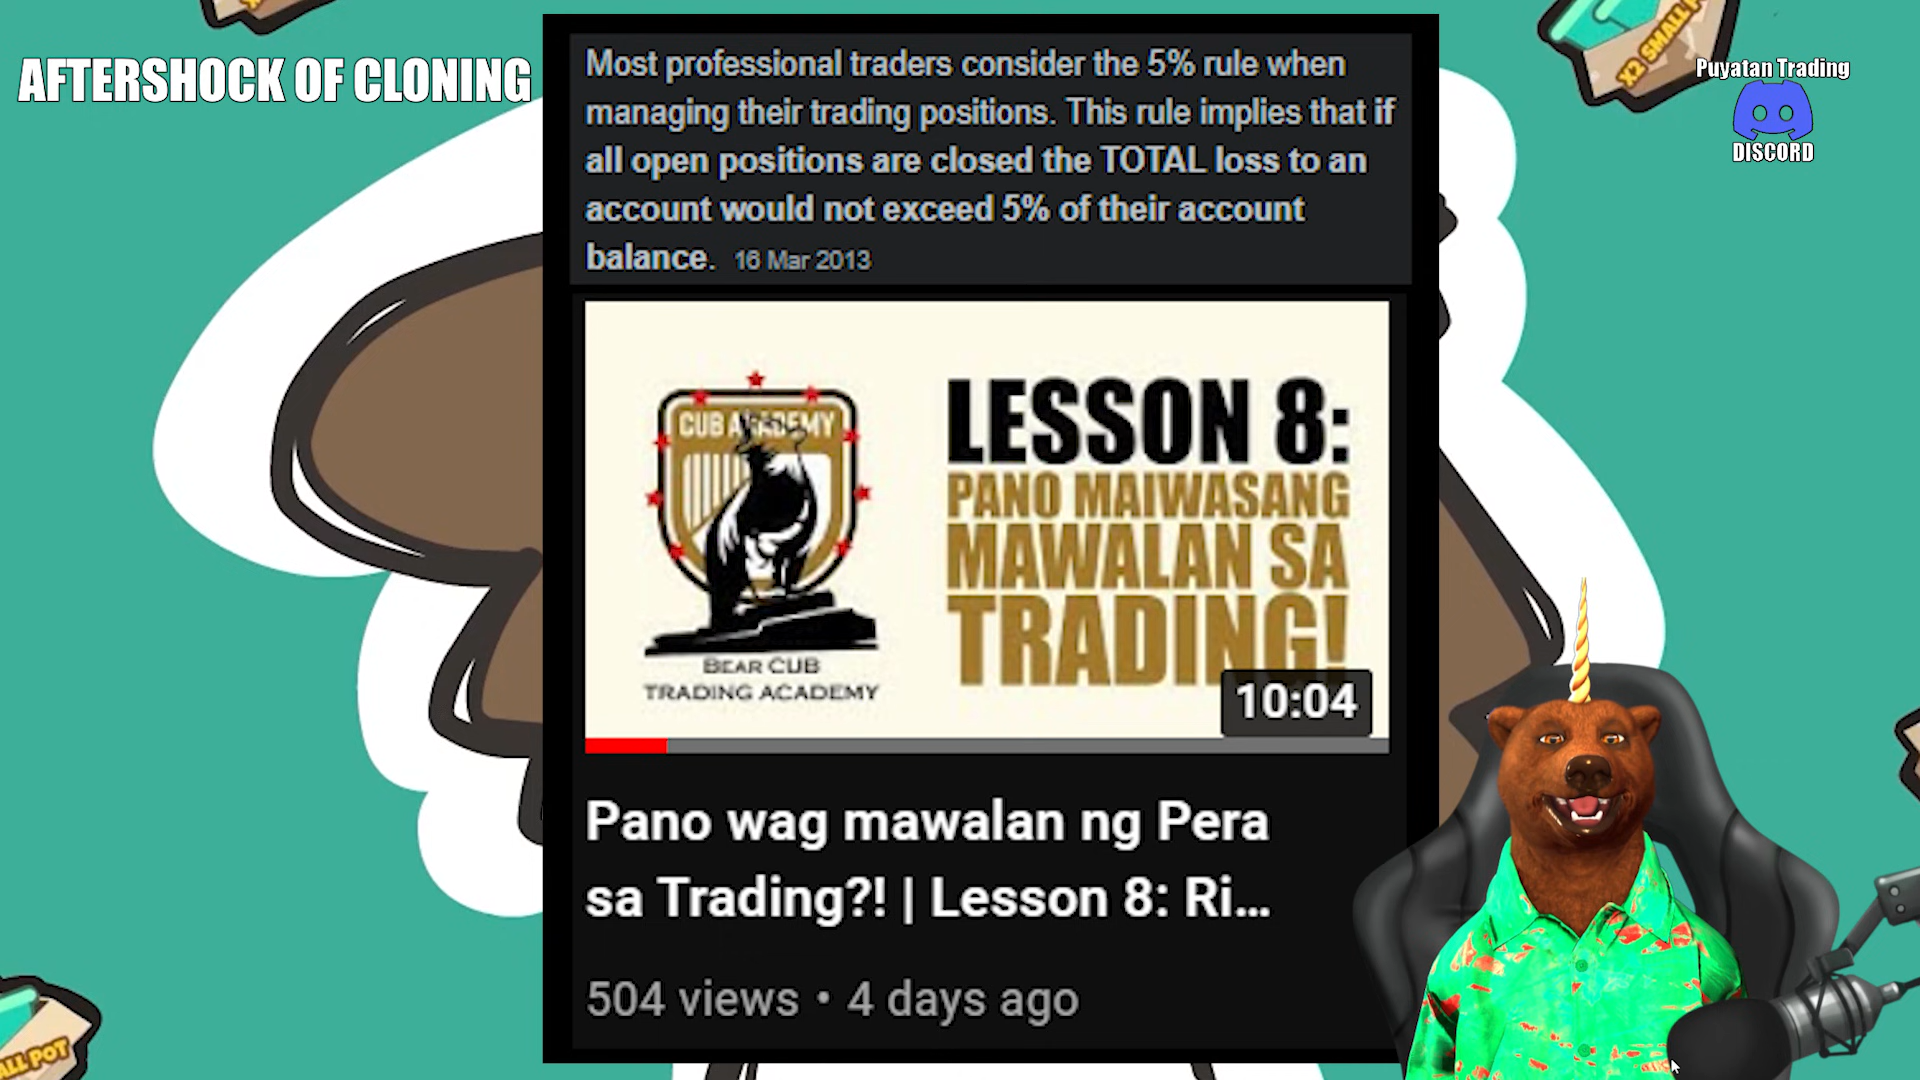 AFTERSHOCK OF CLONING
Most professional traders consider the 5% rule when
managing their trading positions. This rule implies that if
all open positions are closed the TOTAL loss to an
account would not exceed 5% of their account
balance. 16 Mar 2013
X2 SMALL P
Puyatan Trading
DISCORD
CUB ACADEMY
BEAR CUB
TRADING ACADEMY
LESSON 8:
PANO MAIWASANG
MAWALAN SA
TRADING!
10:04
Pano wag mawalan ng Pera
sa Trading?! | Lesson 8: Ri...
504 views • 4 days ago
ALL POT